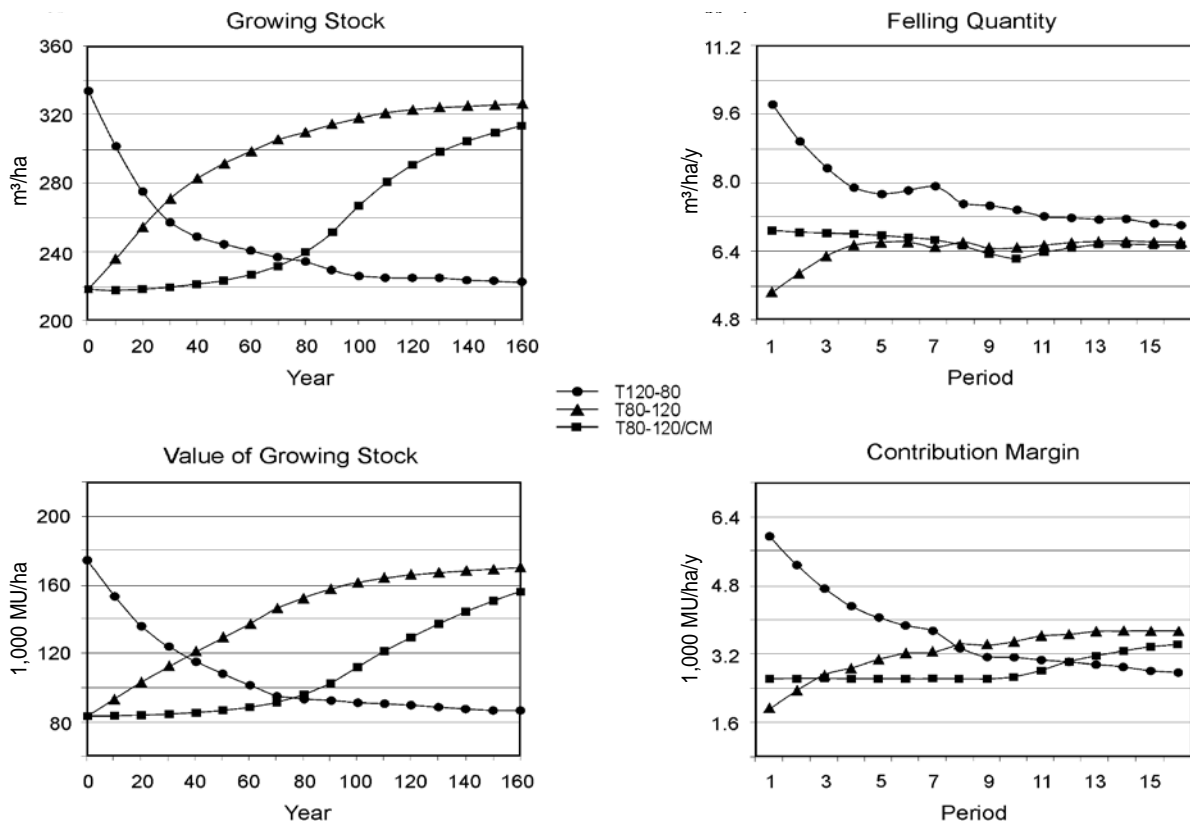 Growing Stock
360
320
280
240
200
m³/ha
0 20 40 60 80 100 120 140 160
Year
Felling Quantity
11.2
9.6
8.0
6.4
4.8
m³/ha/y
1 3 5 7 9 11 13 15
Period
T120-80
T80-120
T80-120/CM
Value of Growing Stock
200
160
120
80
1,000 MU/ha
0 20 40 60 80 100 120 140 160
Year
Contribution Margin
6.4
4.8
3.2
1.6
1,000 MU/ha/y
1 3 5 7 9 11 13 15
Period